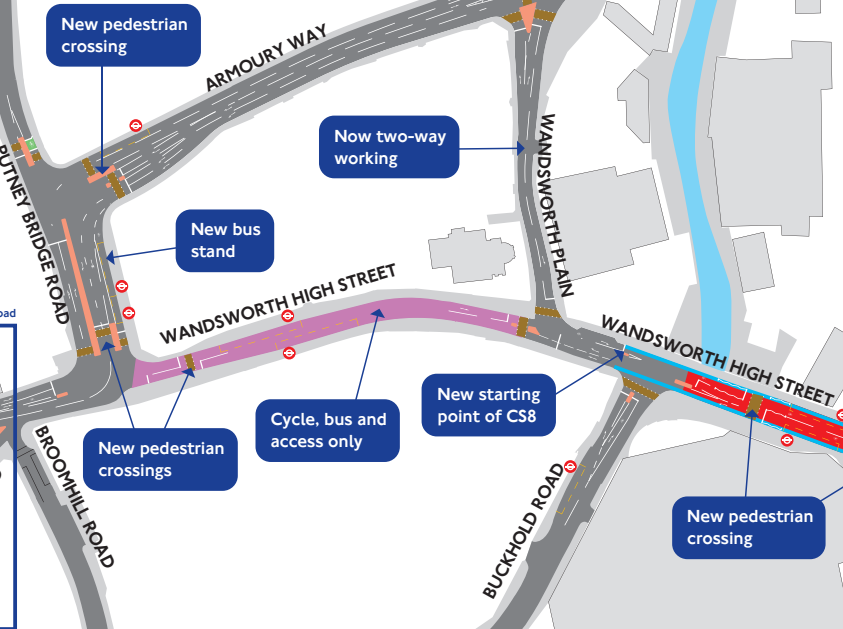 New pedestrian
crossing
ARMOURY WAY
Now two-way
working
WANDSWORTH PLAIN
PUTNEY BRIDGE ROAD
New bus
stand
WANDSWORTH HIGH STREET
oad
WANDSWORTH HIGH STREET
New starting
point of CS8
Cycle, bus and
access only
New pedestrian
crossings
BROOMHILL ROAD
BUCKHOLD ROAD
New pedestrian
crossing